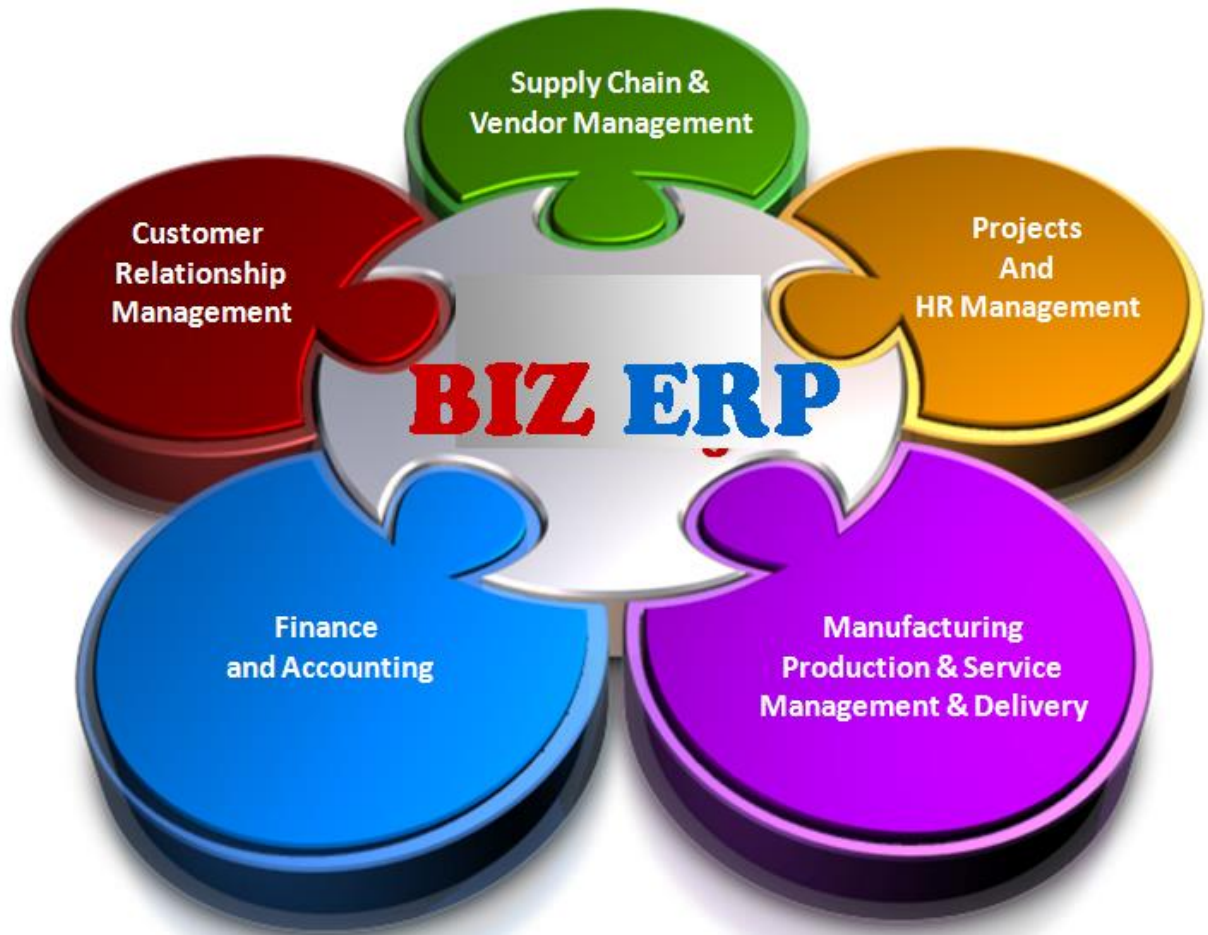 Supply Chain &
Vendor Management
Customer
Relationship
Management
Projects
And
HR Management
BIZ ERP
Finance
and Accounting
Manufacturing
Production & Service
Management & Delivery